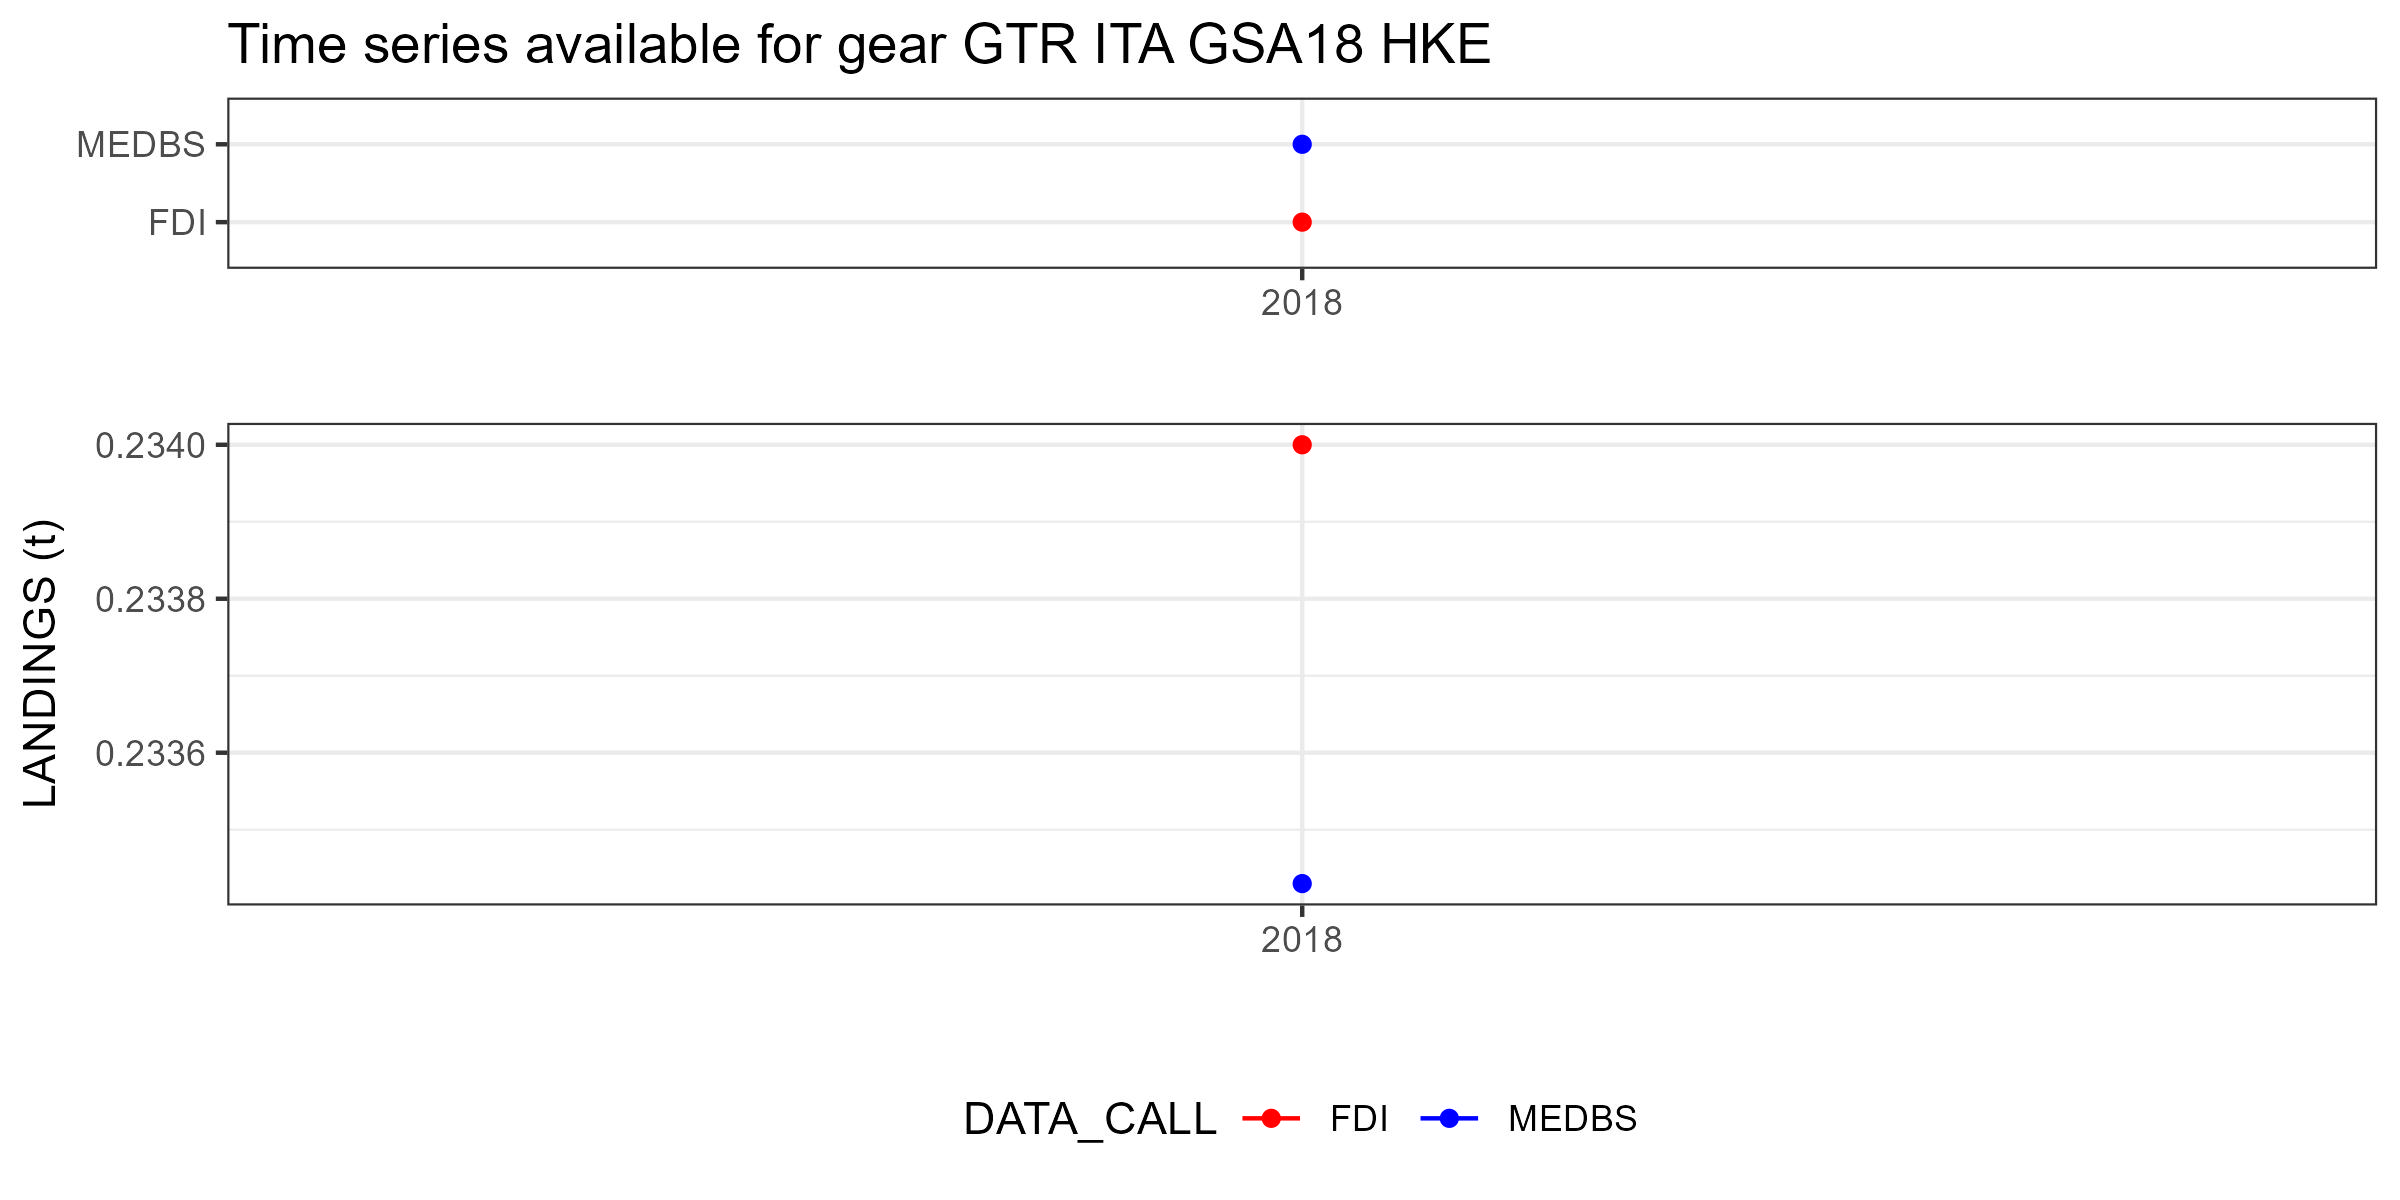 Time series available for gear GTR ITA GSA18 HKE
MEDBS
FDI
2018
LANDINGS (t)
0.2340
0.2338
0.2336
2018
DATA_CALL FDI MEDBS